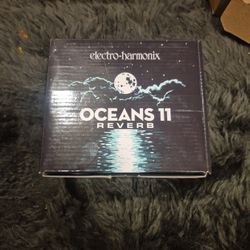 electro-harmonix
OCEANS 11
REVERB